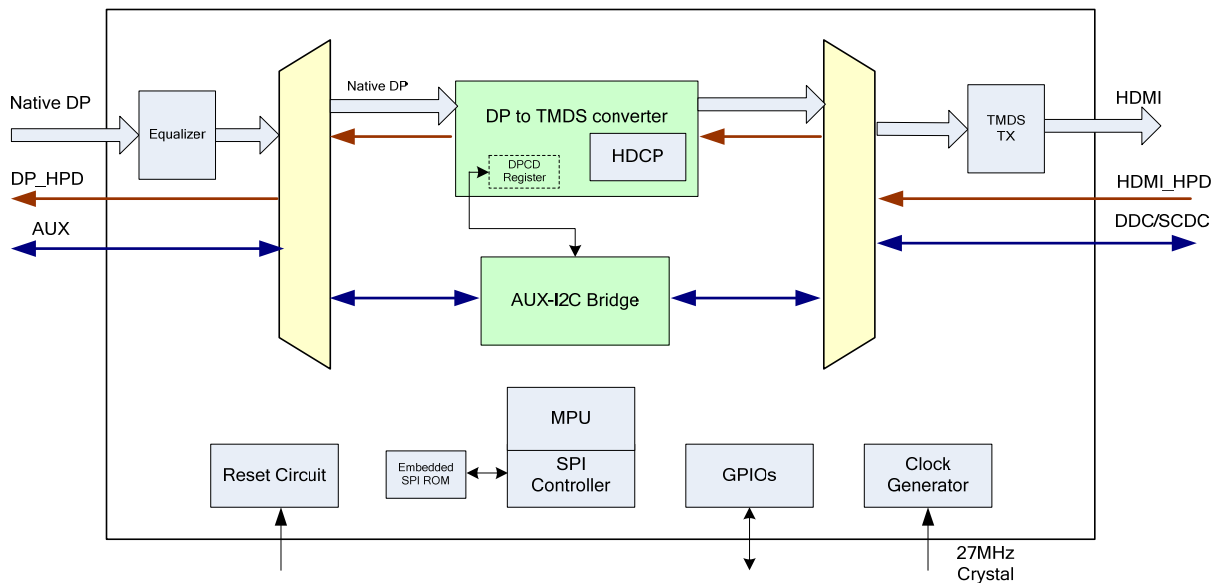 Native DP
Equalizer
DP_HPD
AUX
Native DP
DP to TMDS converter
HDCP
DPCD
Register
AUX-I2C Bridge
TMDS
TX
HDMI
HDMI_HPD
DDC/SCDC
Reset Circuit
Embedded
SPI ROM
MPU
SPI
Controller
GPIOs
Clock
Generator
27MHz
Crystal